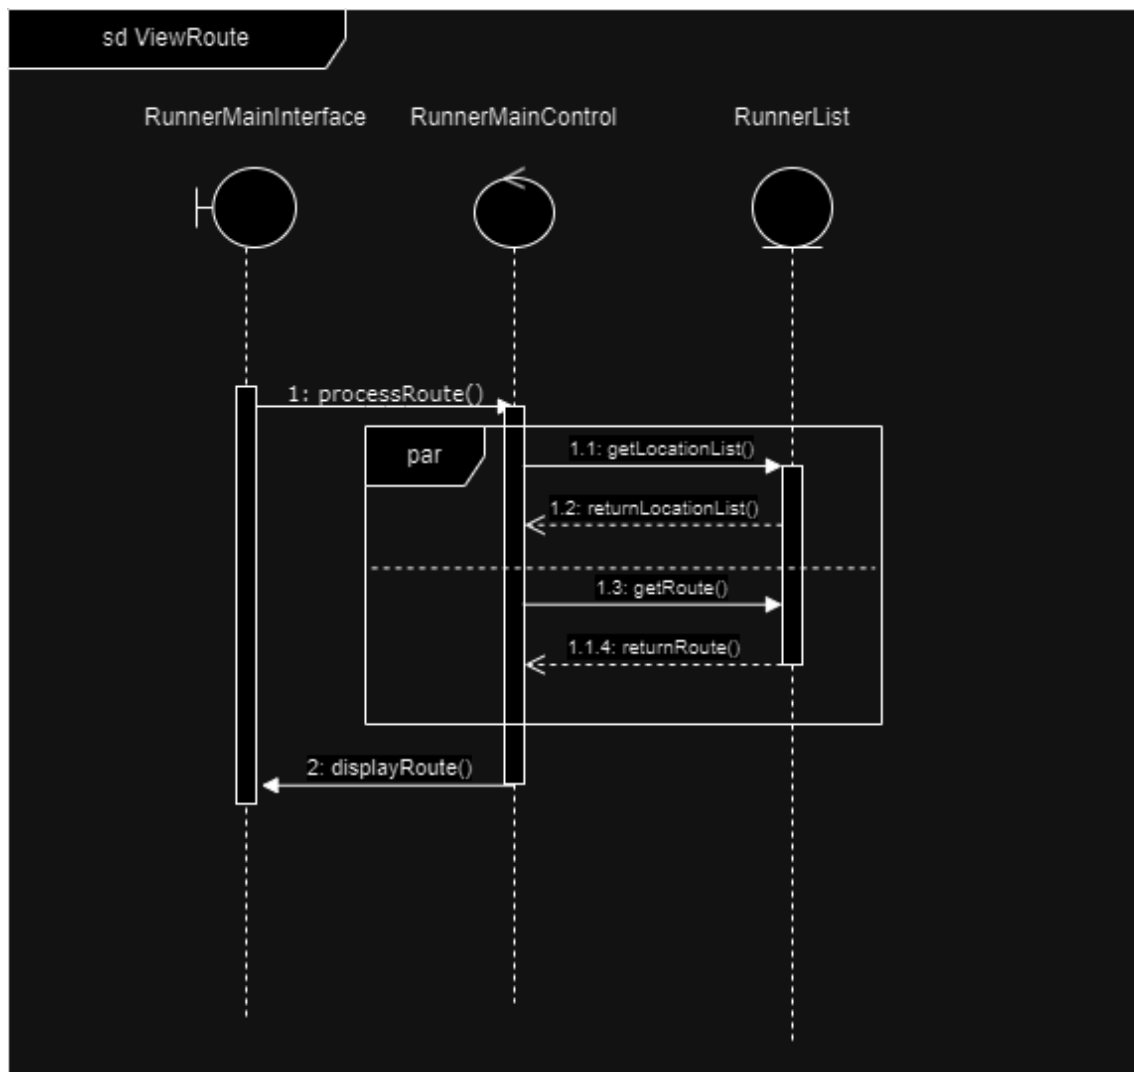 sd ViewRoute
RunnerMainInterface
RunnerMainControl
RunnerList
1: processRoute()
par
1.1: getLocationList()
1.2: returnLocationList()
1.3: getRoute()
1.1.4: returnRoute()
2: displayRoute()